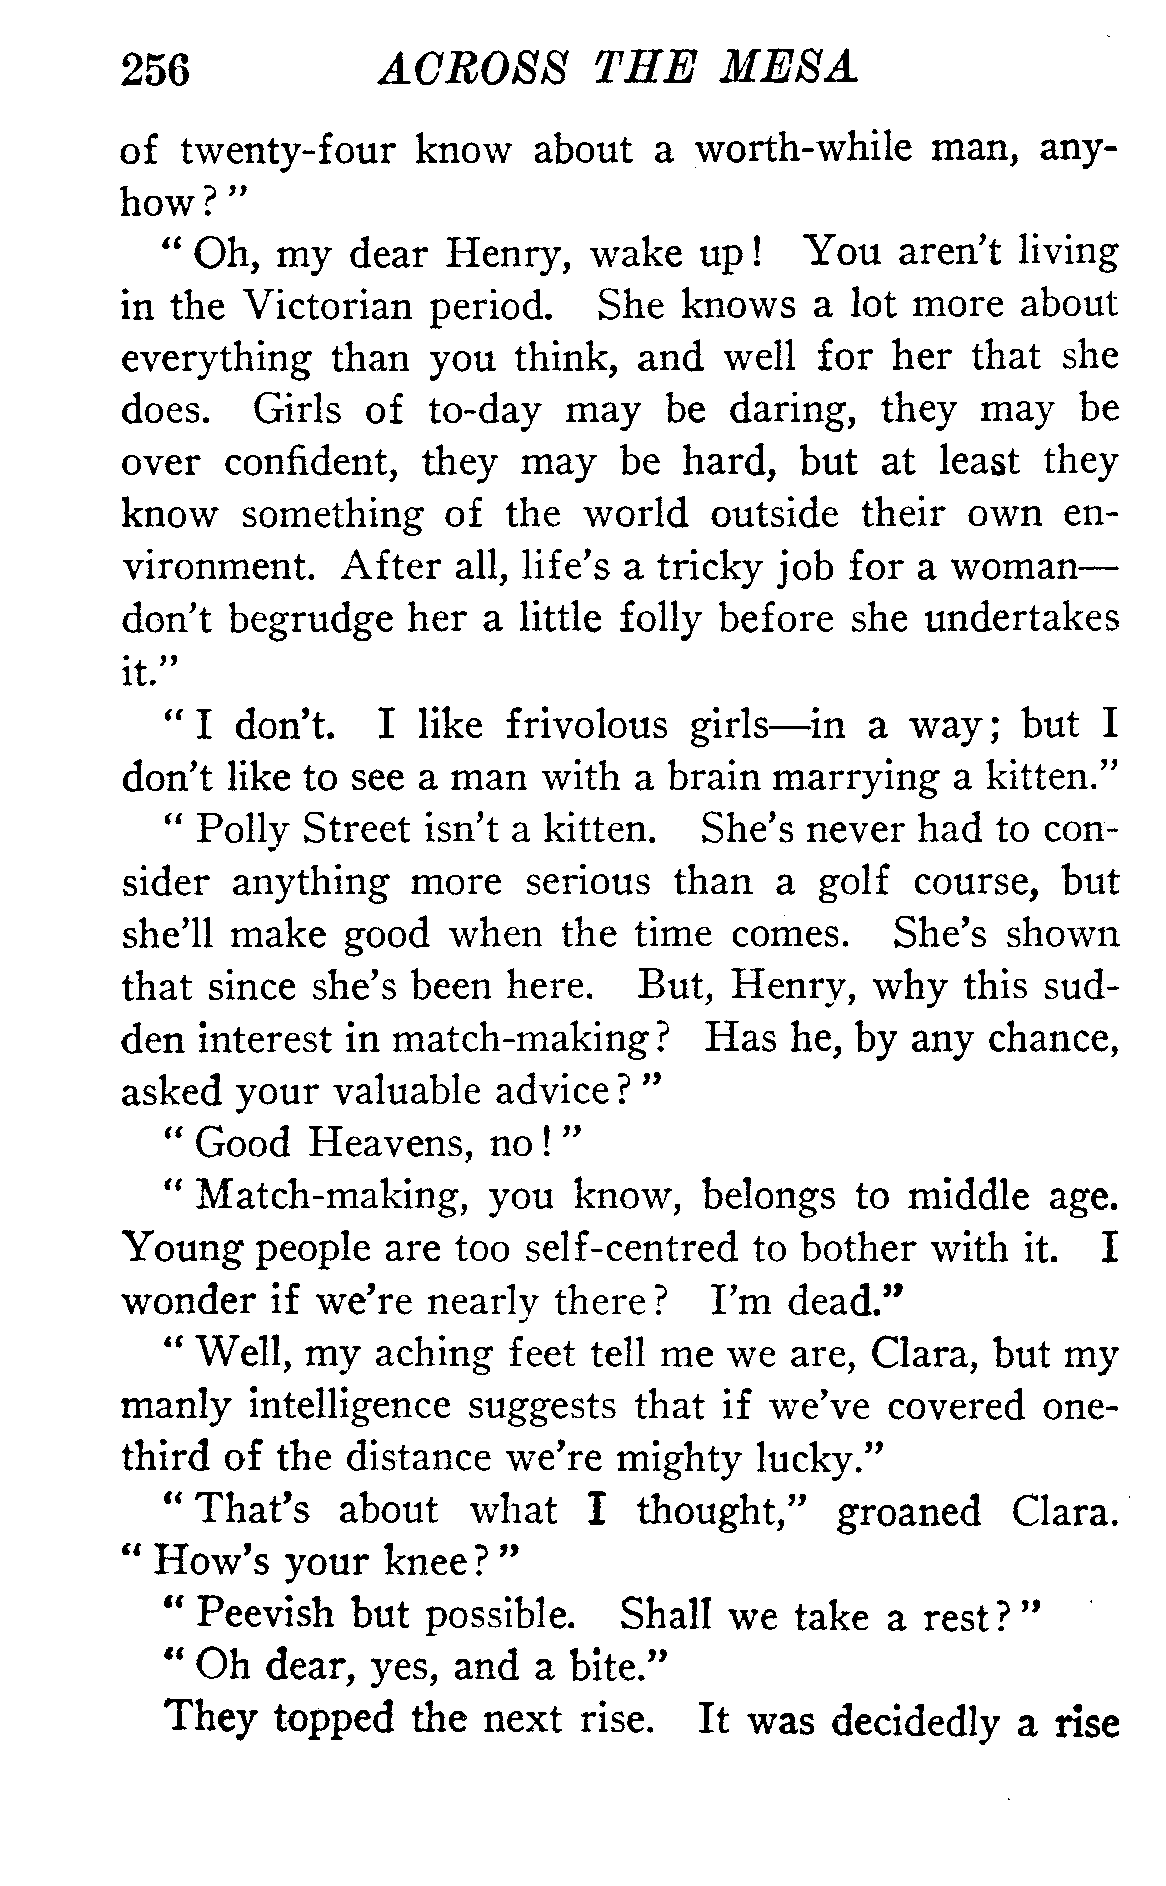 256 ACROSS THE MESA
of twenty-four know about a worth-while man, any-
how?"
"Oh, my dear Henry, wake up! You aren't living
in the Victorian period. She knows a lot more about
everything than you think, and well for her that she
does. Girls of to-day may be daring, they may be
over confident, they may be hard, but at least they
know something of the world outside their own en-
vironment. After all, life's a tricky job for a woman—
don't begrudge her a little folly before she undertakes
it."
"I don't. I like frivolous girls—in a way; but I
don't like to see a man with a brain marrying a kitten."
"Polly Street isn't a kitten. She's never had to con-
sider anything more serious than a golf course, but
she'll make good when the time comes. She's shown
that since she's been here. But, Henry, why this sud-
den interest in match-making? Has he, by any chance,
asked your valuable advice?"
"Good Heavens, no!"
"Match-making, you know, belongs to middle age.
Young people are too self-centred to bother with it. I
wonder if we're nearly there? I'm dead."
"Well, my aching feet tell me we are, Clara, but my
manly intelligence suggests that if we've covered one-
third of the distance we're mighty lucky."
"That's about what I thought," groaned Clara.
"How's your knee?"
"Peevish but possible. Shall we take a rest?"
"Oh dear, yes, and a bite."
They topped the next rise. It was decidedly a rise